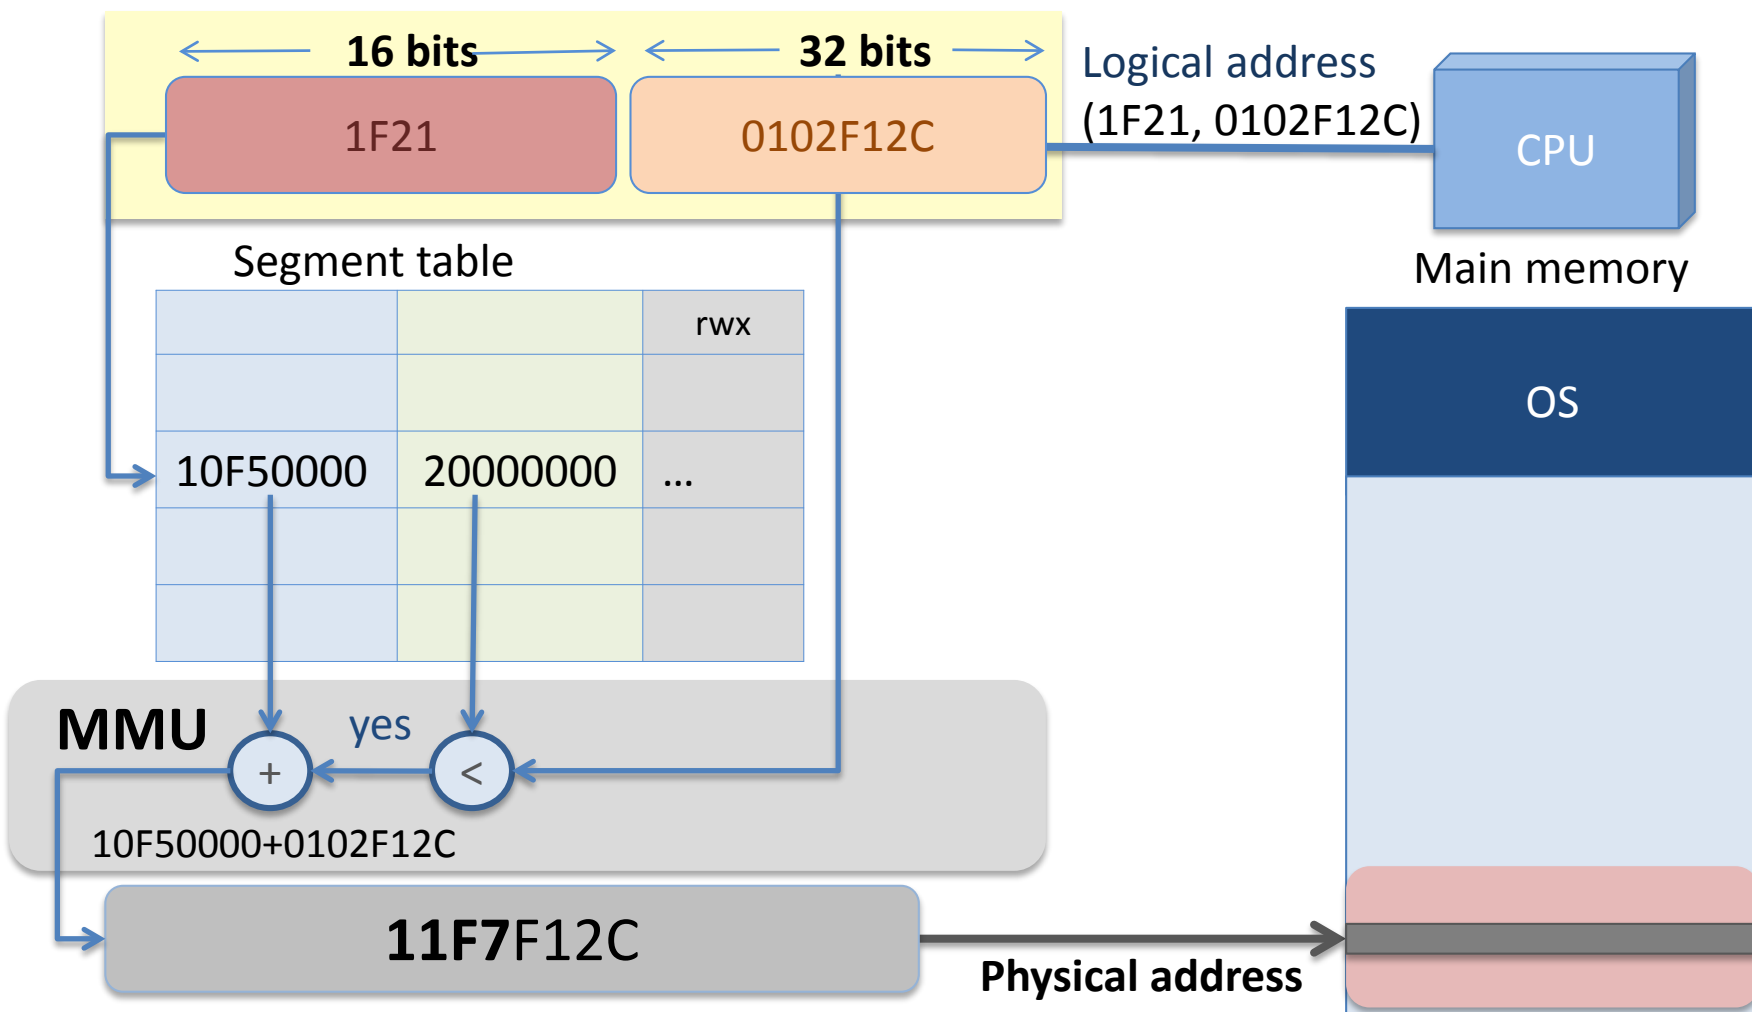 16 bits
32 bits
Logical address
(1F21, 0102F12C)
1F21
0102F12C
CPU
Segment table
Main memory
rwx
OS
10F50000
20000000
...
MMU
yes
+
<
10F50000+0102F12C
11F7F12C
Physical address